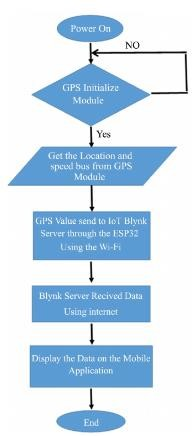 Power On
NO
GPS Initialize
Module
Yes
Get the Location and
speed bus from GPS
Module
GPS Value send to IoT Blynk
Server through the ESP32
Using the Wi-Fi
Blynk Server Recived Data
Using internet
Display the Data on the Mobile
Application
End